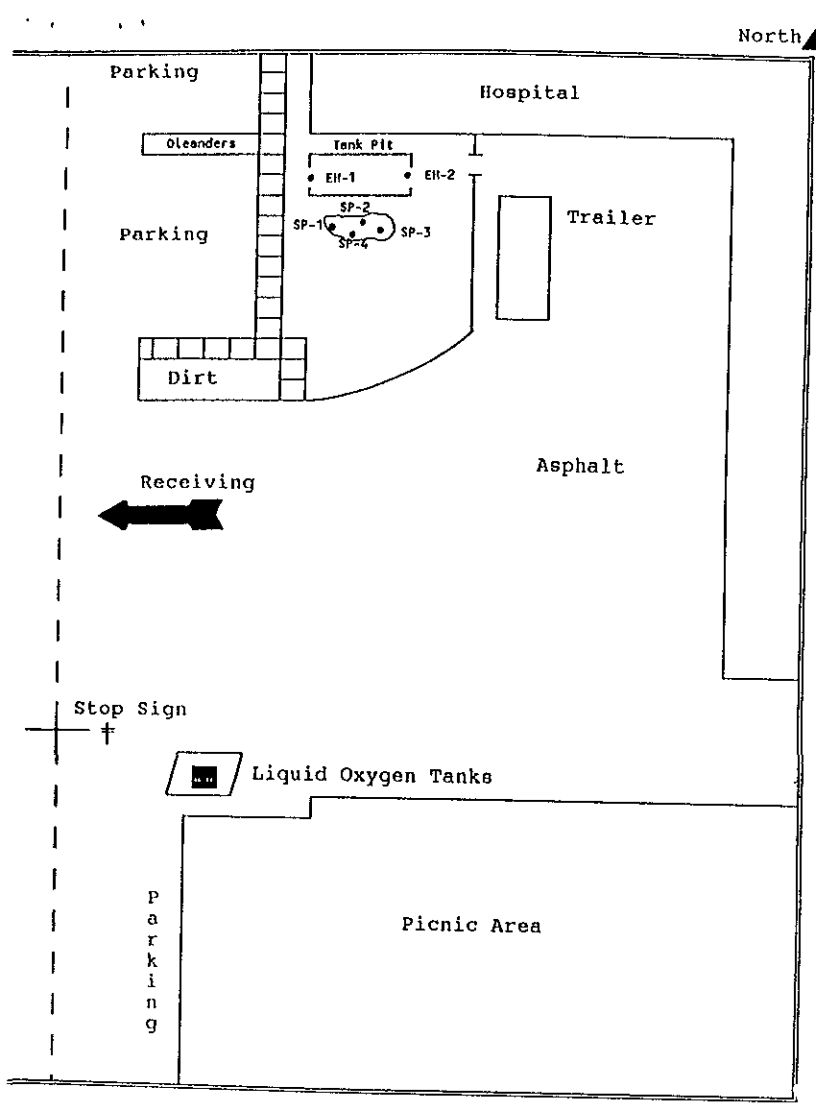 North
Parking
Hospital
Oleanders
Tank Pit
EH-1
EH-2
SP-2
SP-1
SP-3
SP-4
Trailer
Parking
Dirt
Asphalt
Receiving
Stop Sign
Liquid Oxygen Tanks
Parking
Picnic Area